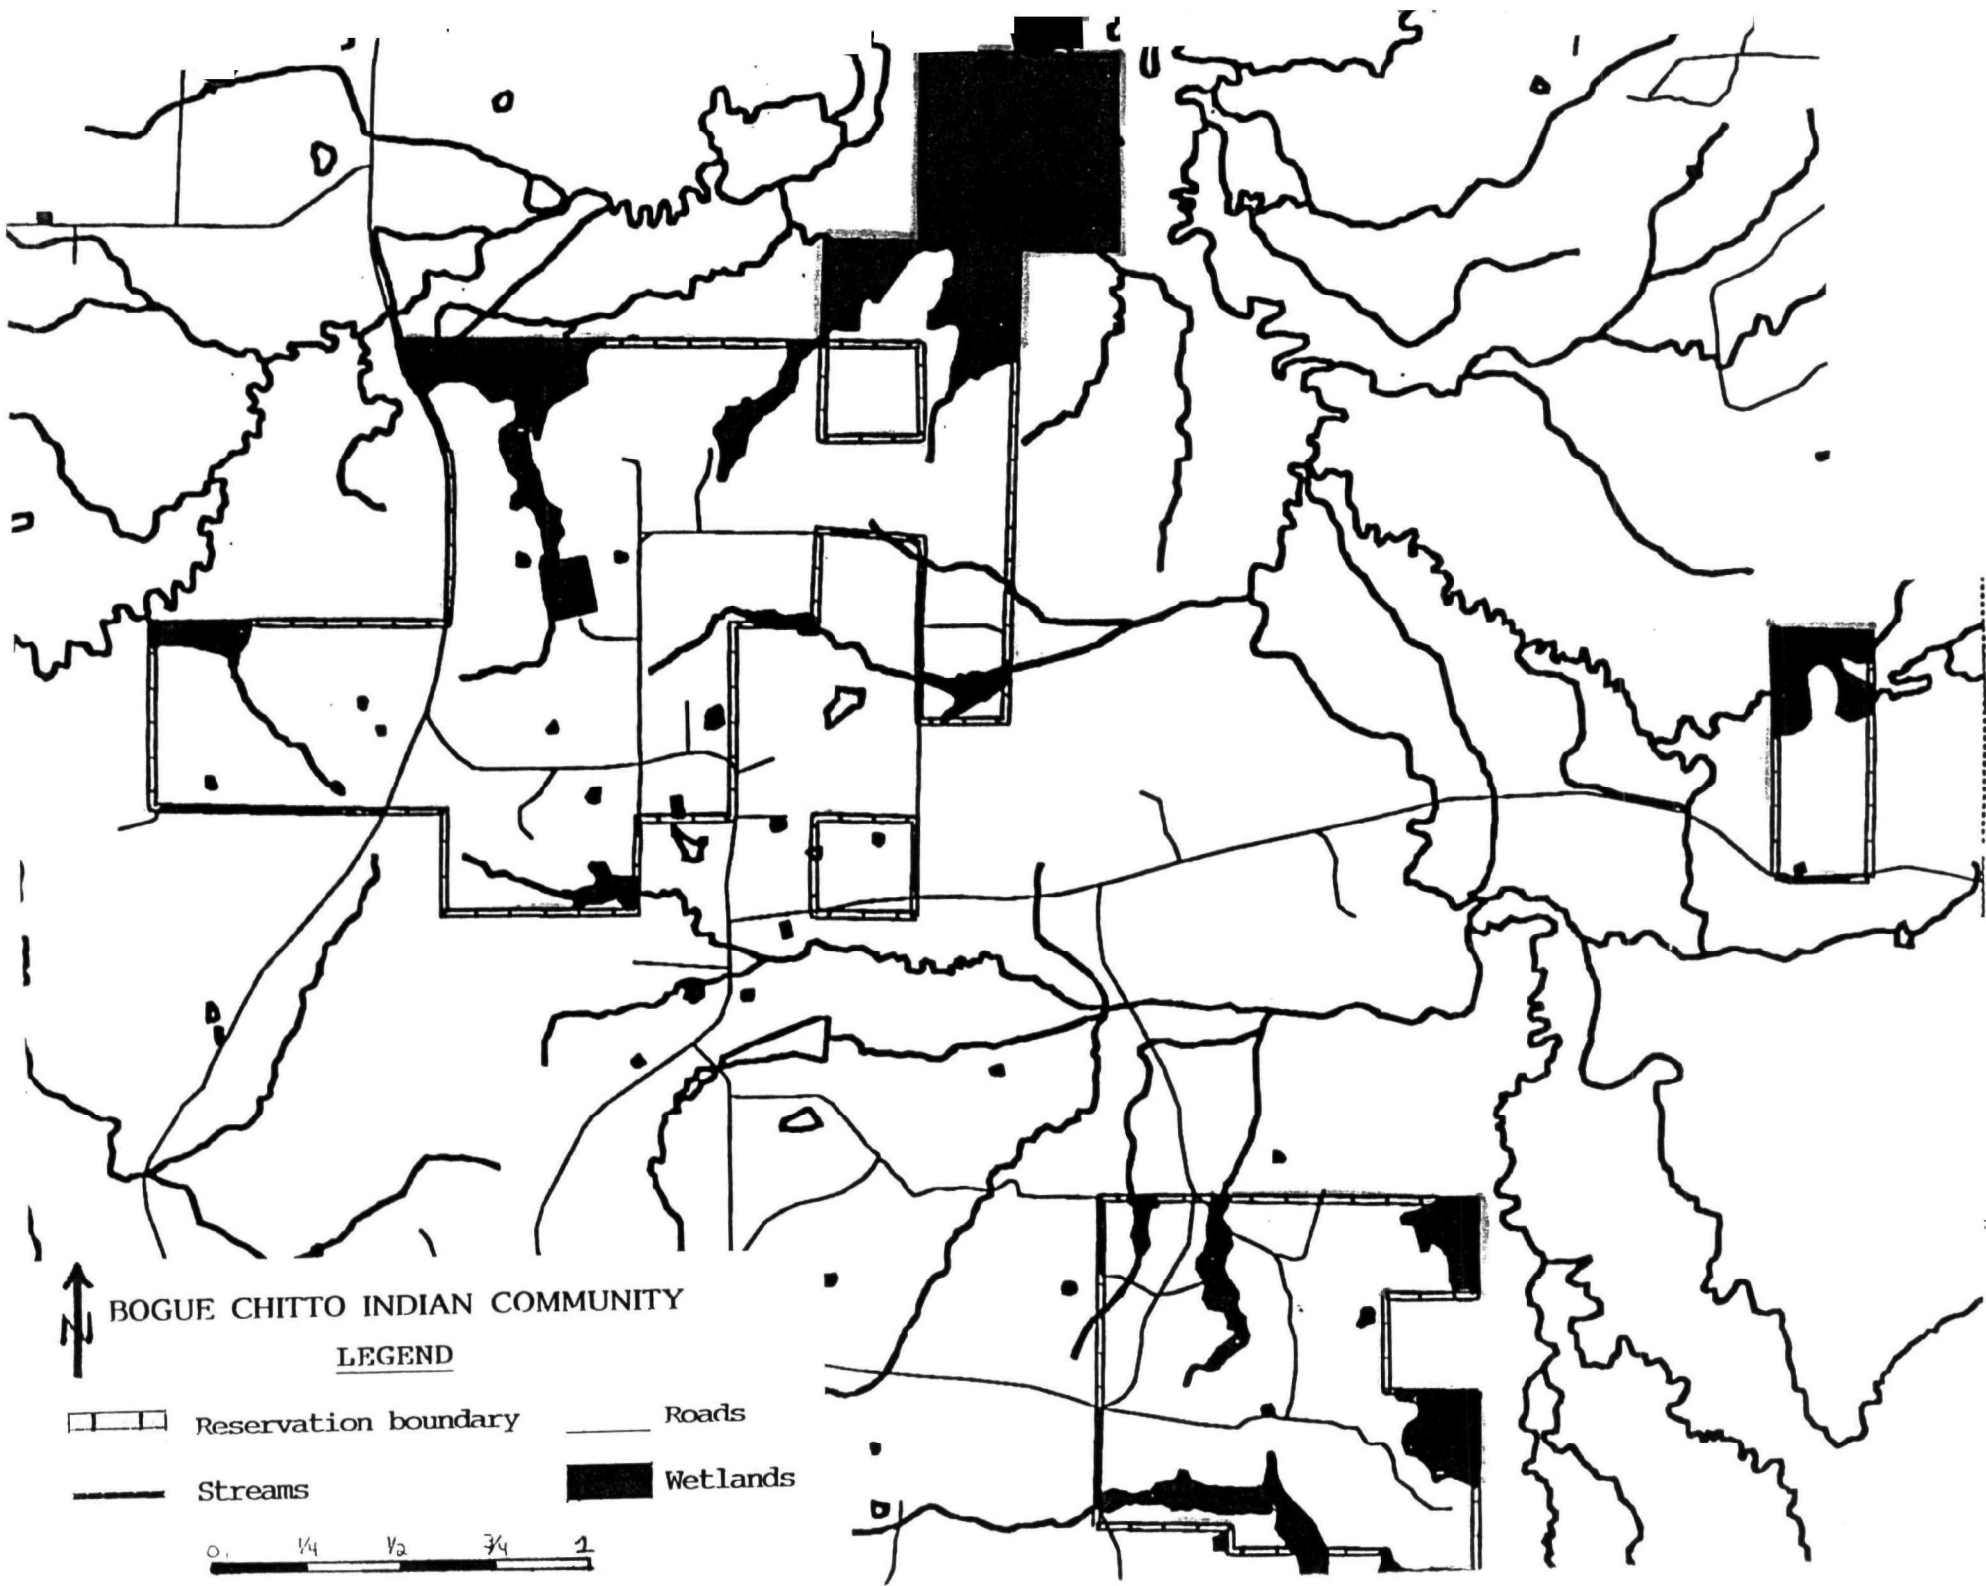 N
BOGUE CHITTO INDIAN COMMUNITY
LEGEND
Reservation boundary
Roads
Streams
Wetlands
0. 1/4 1/2 3/4 1